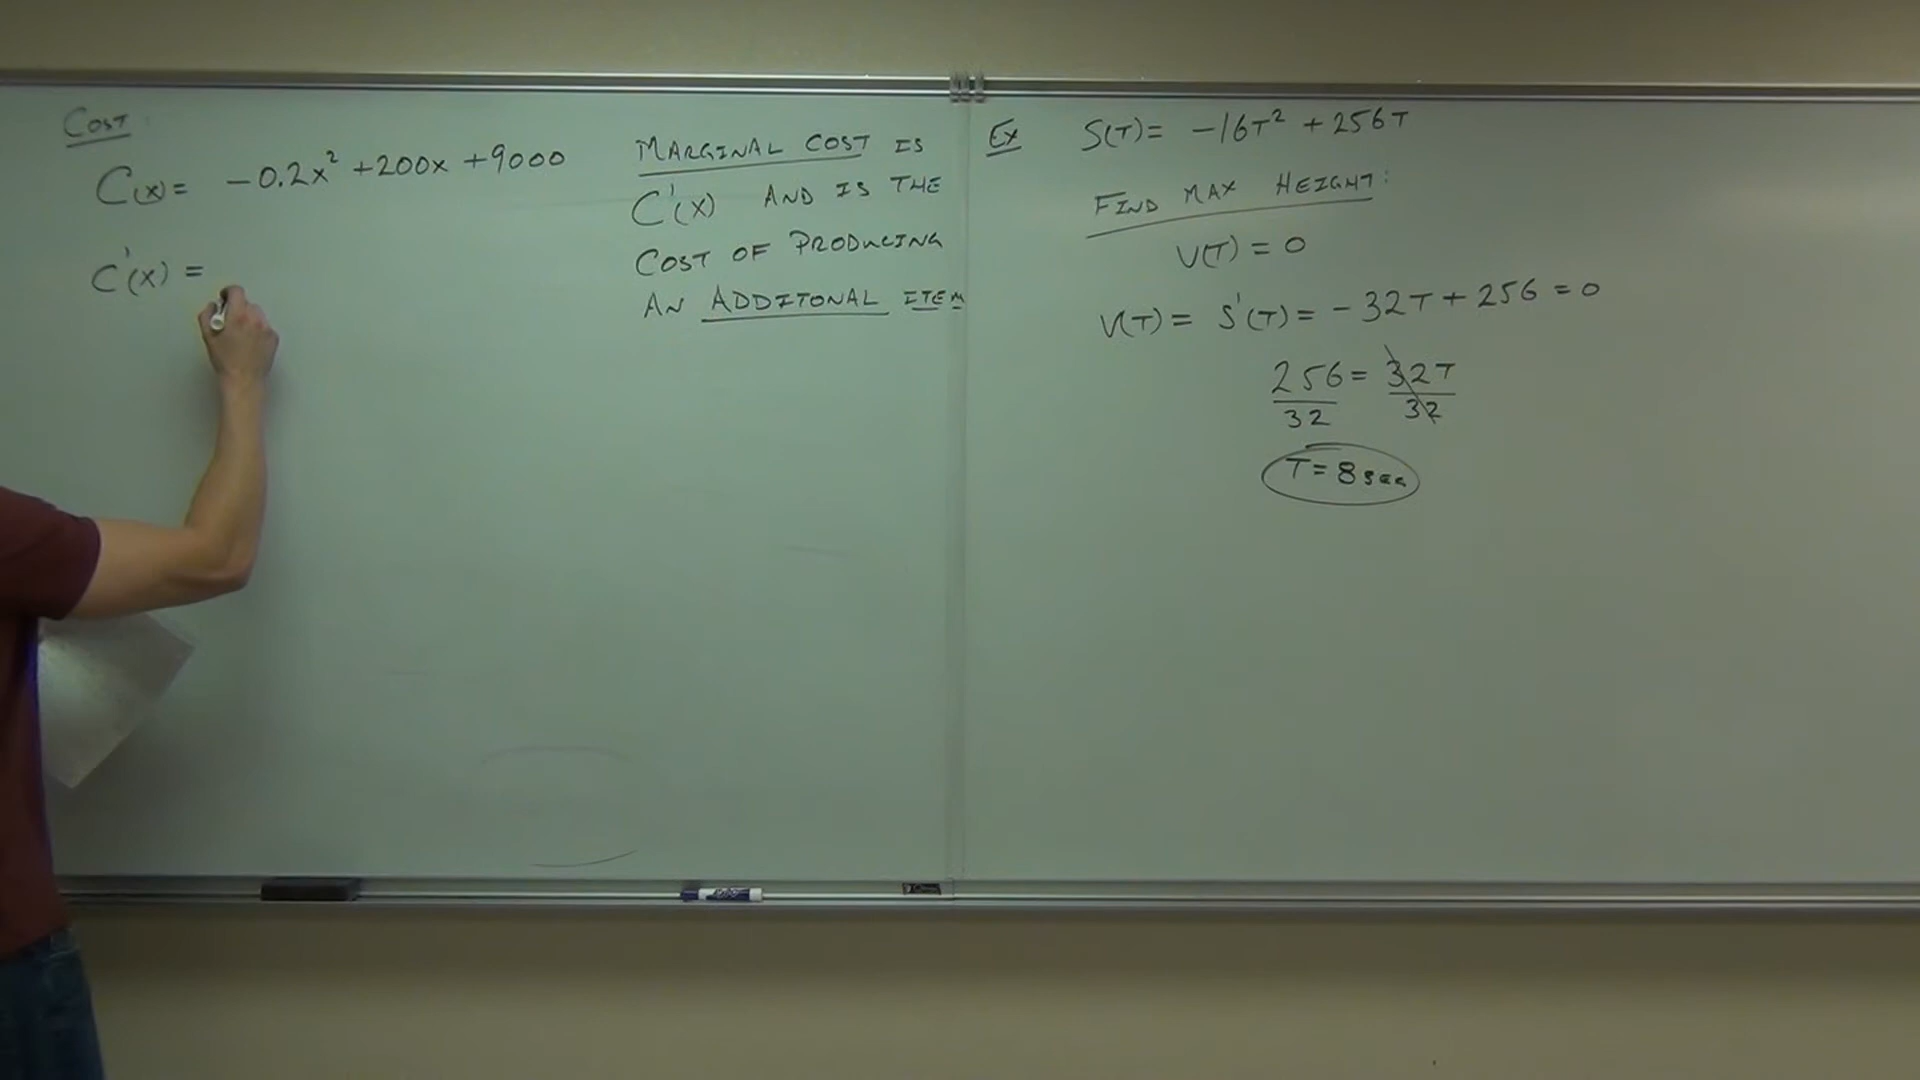 COST:
C(x) = -0.2x² +200x +9000
C'(x) =
MARGINAL COST IS
C'(x) AND IS THE
COST OF PRODUCING
AN ADDITONAL ITEM
Ex S(T)= -16T² +256T
FIND MAX HEIGHT:
V(T) = 0
V(T) = S'(T) = -32T + 256 = 0
256 = 32T
32 32
T = 8 sec